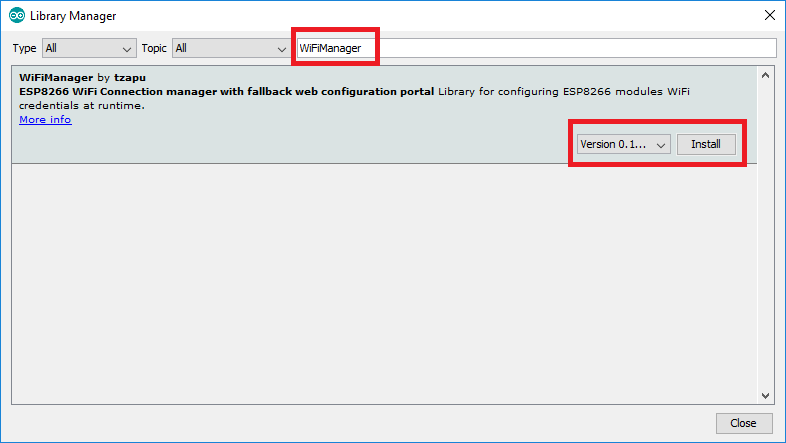 Library Manager
Type All Topic All WiFiManager
WiFiManager by tzapu
ESP8266 WiFi Connection manager with fallback web configuration portal Library for configuring ESP8266 modules WiFi
credentials at runtime.
More info
Version 0.1... Install
Close